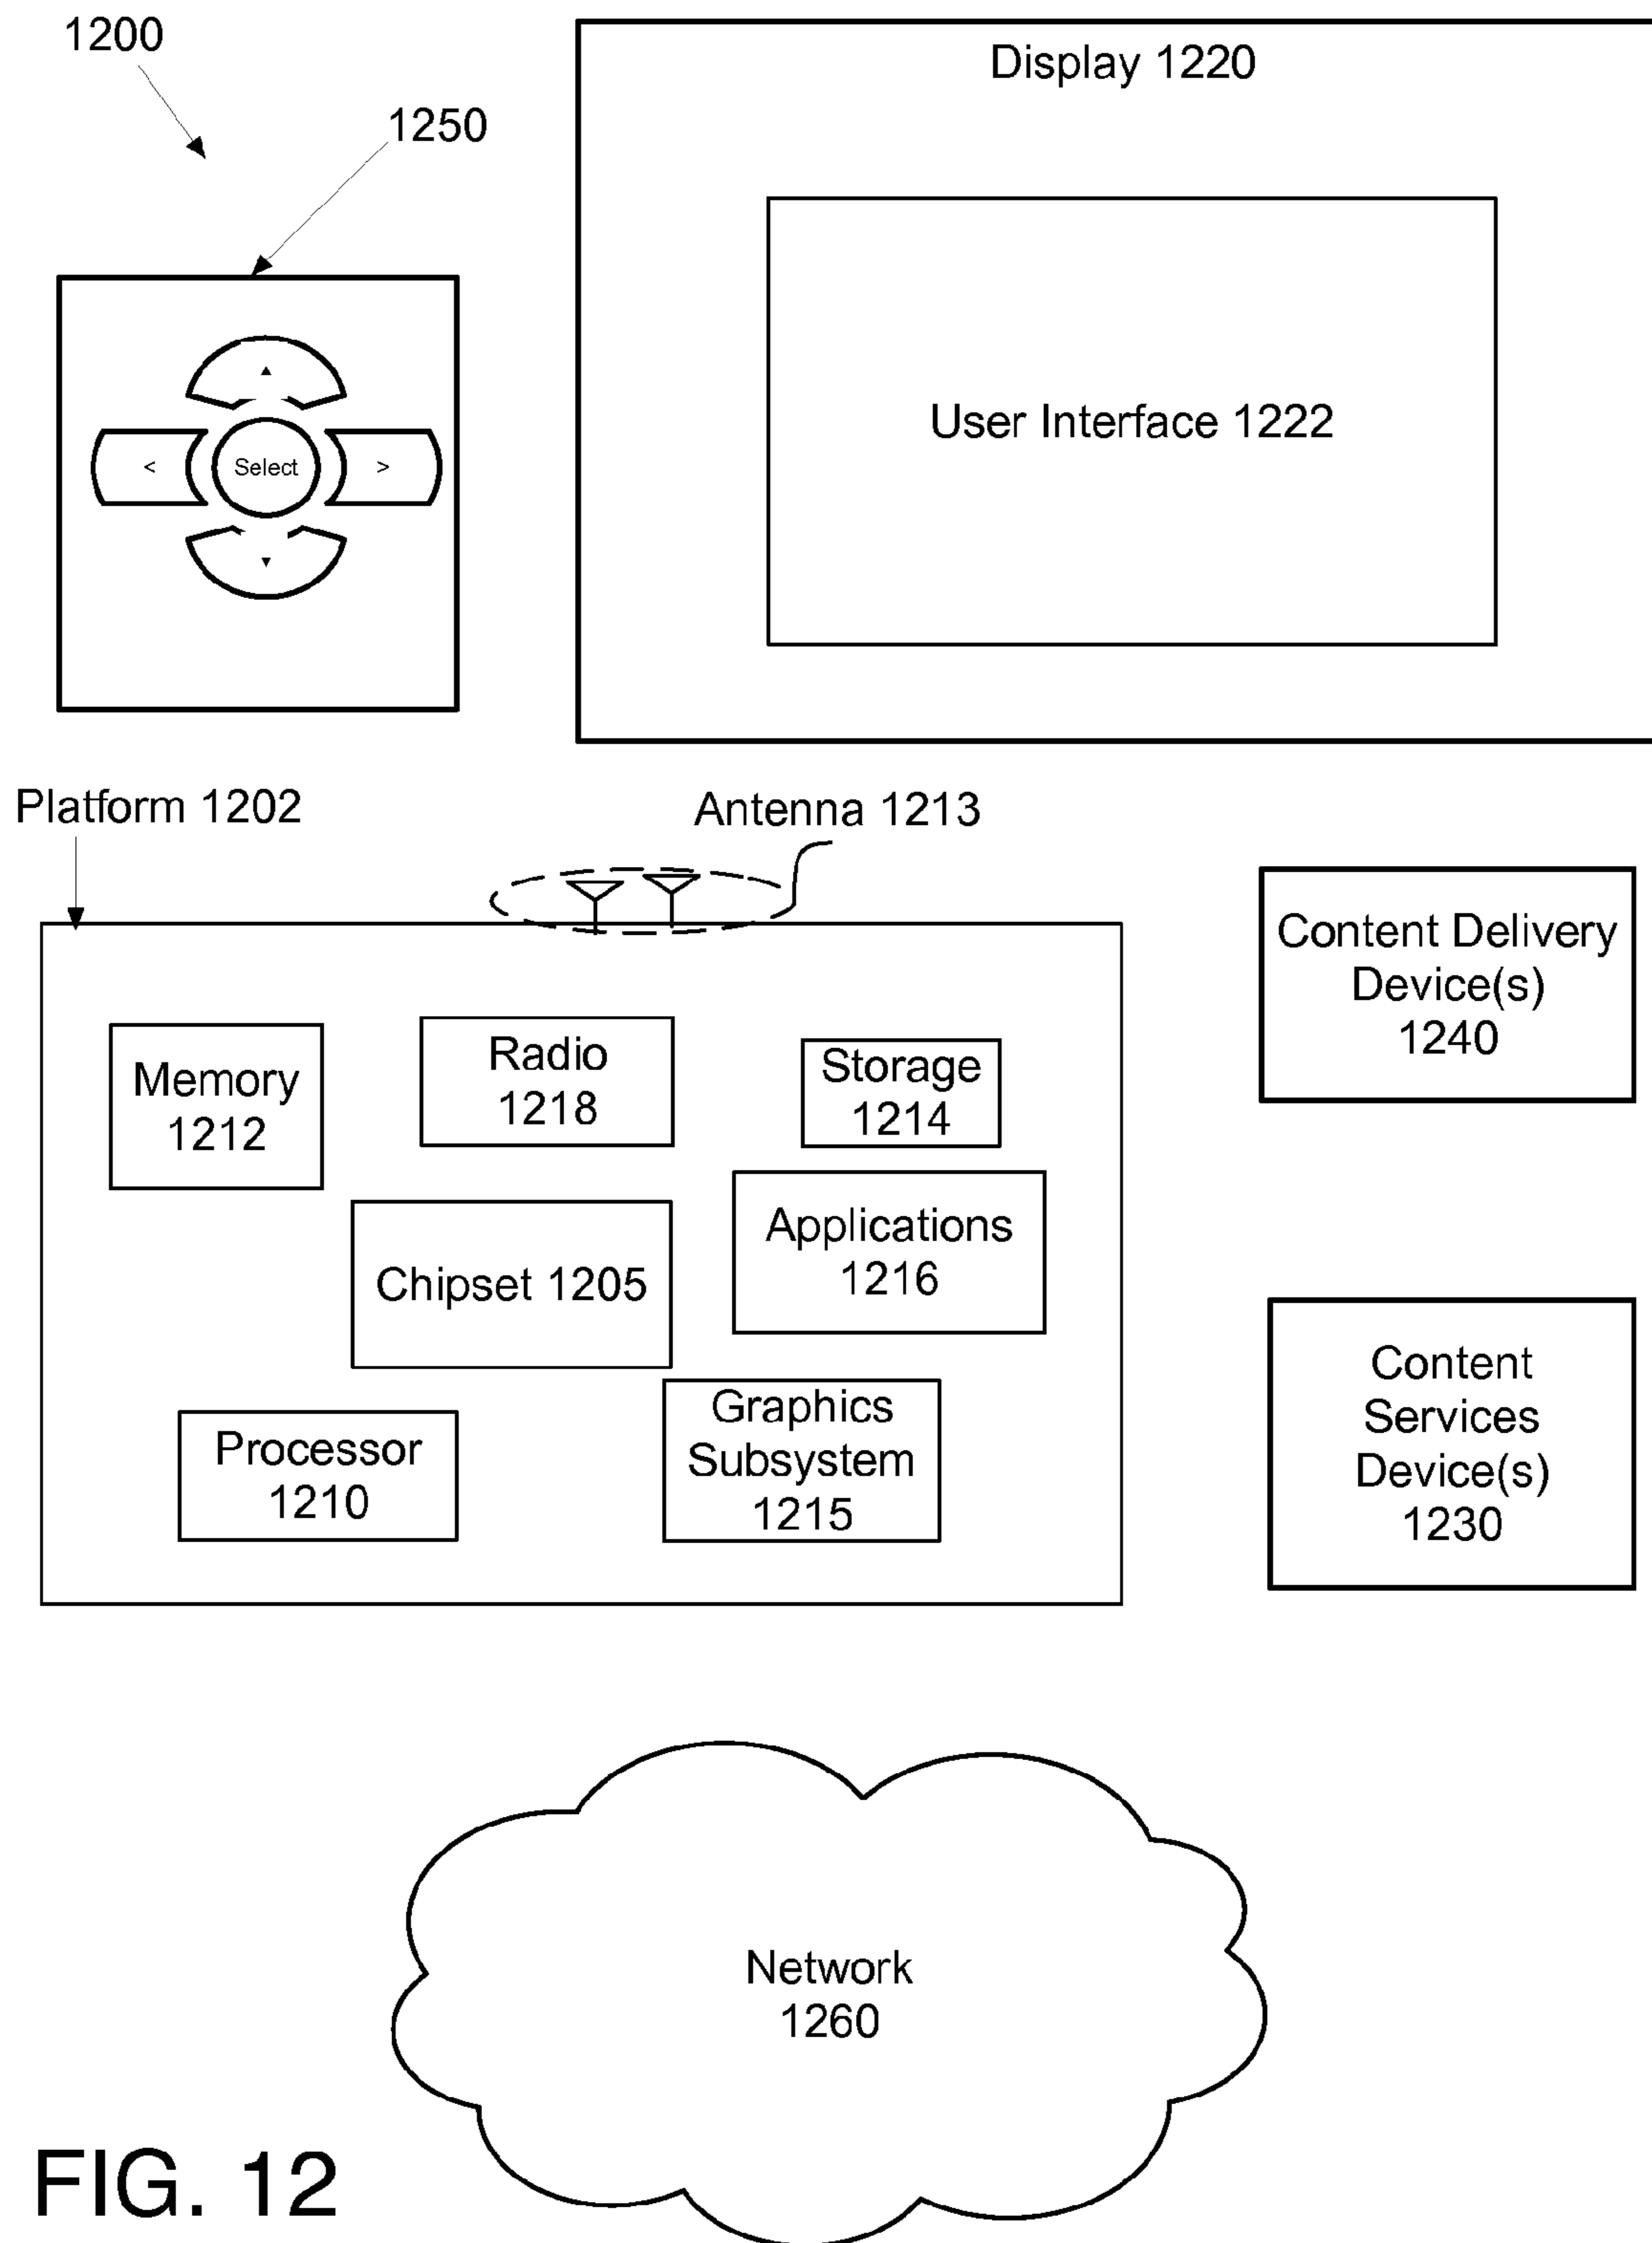 1200
1250
Display 1220
User Interface 1222
▲
<
Select
>
▼
Platform 1202
Antenna 1213
Memory
1212
Radio
1218
Storage
1214
Chipset 1205
Applications
1216
Processor
1210
Graphics
Subsystem
1215
Content Delivery
Device(s)
1240
Content
Services
Device(s)
1230
Network
1260
FIG. 12